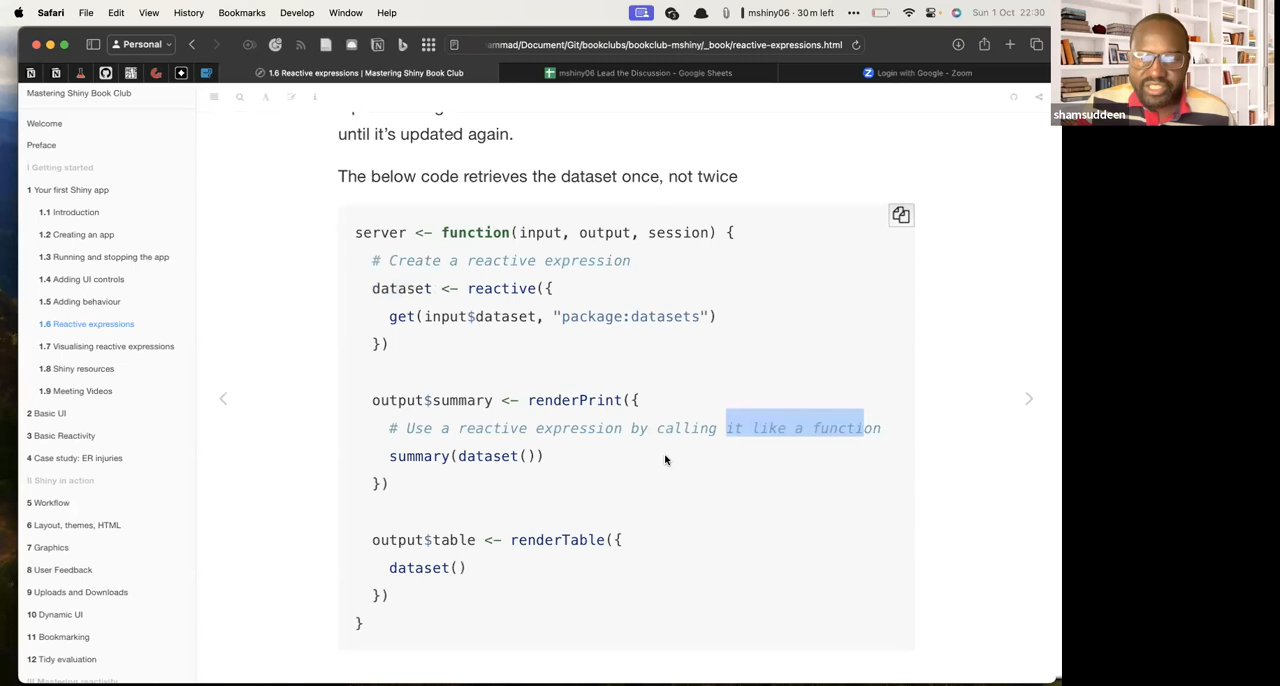 Safari File Edit View History Bookmarks Develop Window Help mshiny06 • 30m left Sun 1 Oct 22:30
Personal ammad/Document/Git/bookclubs/bookclub-mshiny/_book/reactive-expressions.html
1.6 Reactive expressions | Mastering Shiny Book Club mshiny06 Lead the Discussion - Google Sheets Login with Google - Zoom
shamsuddeen
Mastering Shiny Book Club
Welcome
Preface
I Getting started
1 Your first Shiny app
1.1 Introduction
1.2 Creating an app
1.3 Running and stopping the app
1.4 Adding UI controls
1.5 Adding behaviour
1.6 Reactive expressions
1.7 Visualising reactive expressions
1.8 Shiny resources
1.9 Meeting Videos
2 Basic UI
3 Basic Reactivity
4 Case study: ER injuries
II Shiny in action
5 Workflow
6 Layout, themes, HTML
7 Graphics
8 User Feedback
9 Uploads and Downloads
10 Dynamic UI
11 Bookmarking
12 Tidy evaluation
III Mastering reactivity
until it's updated again.
The below code retrieves the dataset once, not twice
server <- function(input, output, session) {
# Create a reactive expression
dataset <- reactive({
get(input$dataset, "package:datasets")
})
output$summary <- renderPrint({
# Use a reactive expression by calling it like a function
summary(dataset())
})
output$table <- renderTable({
dataset()
})
}